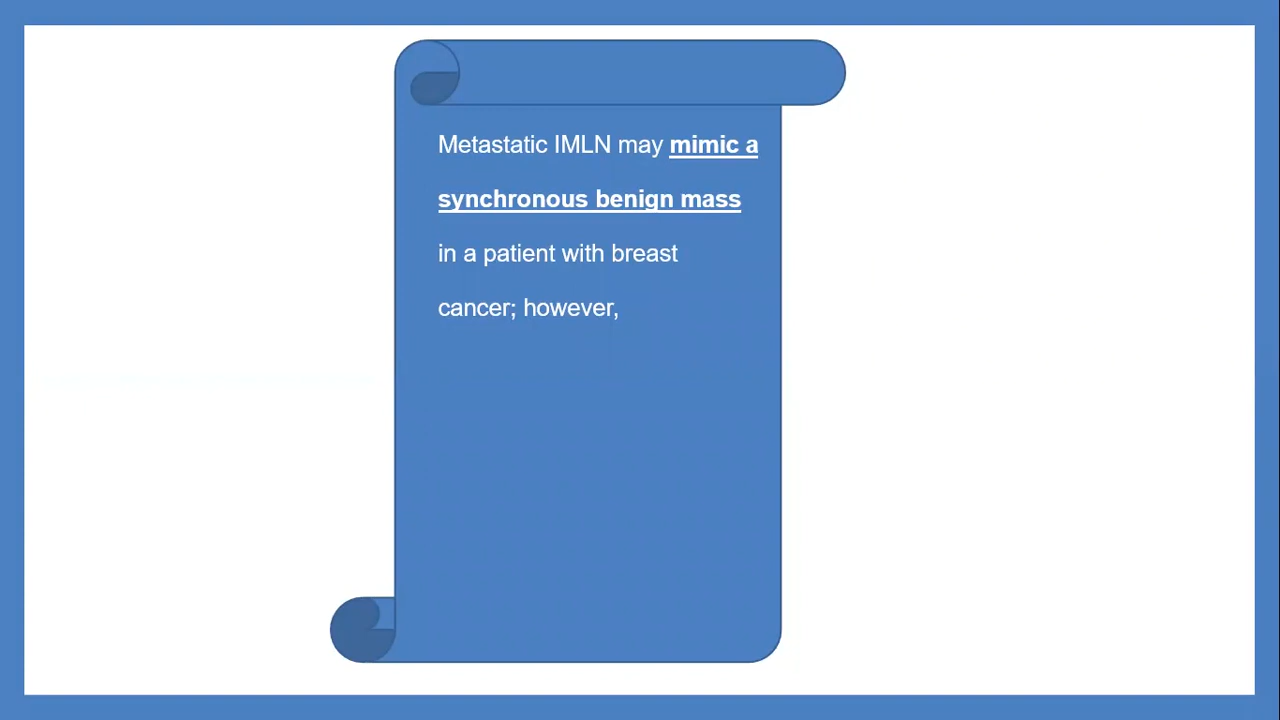 Metastatic IMLN may mimic a
synchronous benign mass
in a patient with breast
cancer; however,